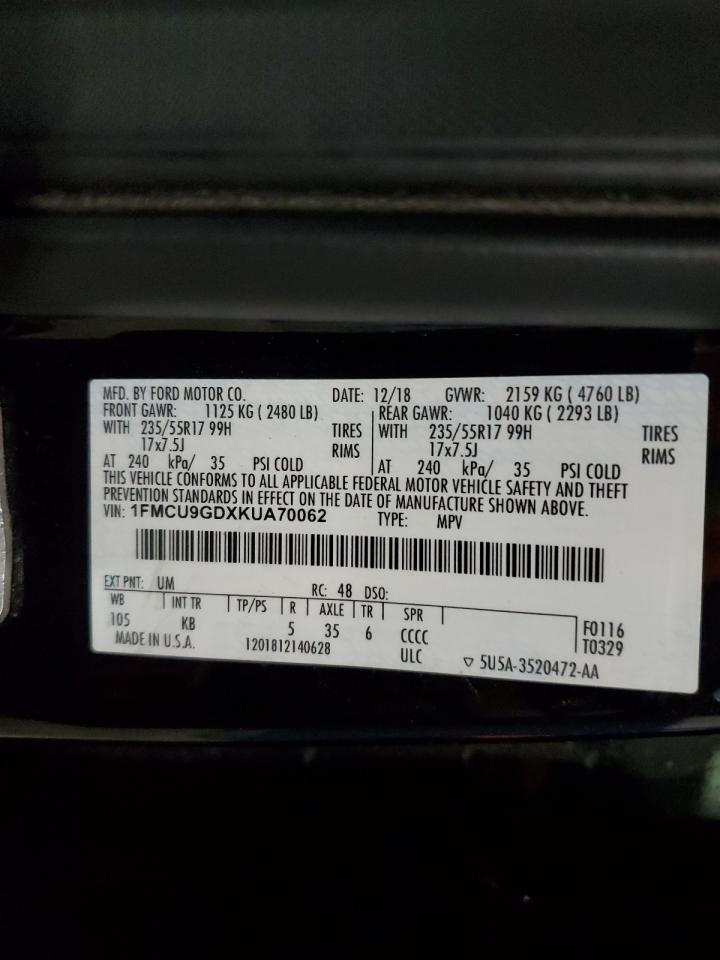 MFD. BY FORD MOTOR CO. DATE: 12/18 GVWR: 2159 KG ( 4760 LB)
FRONT GAWR: 1125 KG ( 2480 LB) REAR GAWR: 1040 KG ( 2293 LB)
WITH 235/55R17 99H TIRES WITH 235/55R17 99H TIRES
17x7.5J RIMS 17x7.5J RIMS
AT 240 kPa/ 35 PSI COLD AT 240 kPa/ 35 PSI COLD
THIS VEHICLE CONFORMS TO ALL APPLICABLE FEDERAL MOTOR VEHICLE SAFETY AND THEFT
PREVENTION STANDARDS IN EFFECT ON THE DATE OF MANUFACTURE SHOWN ABOVE.
VIN: 1FMCU9GDXKUA70062 TYPE: MPV
EXT PNT: UM RC: 48 DSO:
WB INT TR TP/PS R AXLE TR SPR
105 KB 5 35 6 CCCC F0116
MADE IN U.S.A. 1201812140628 ULC T0329
5U5A-3520472-AA